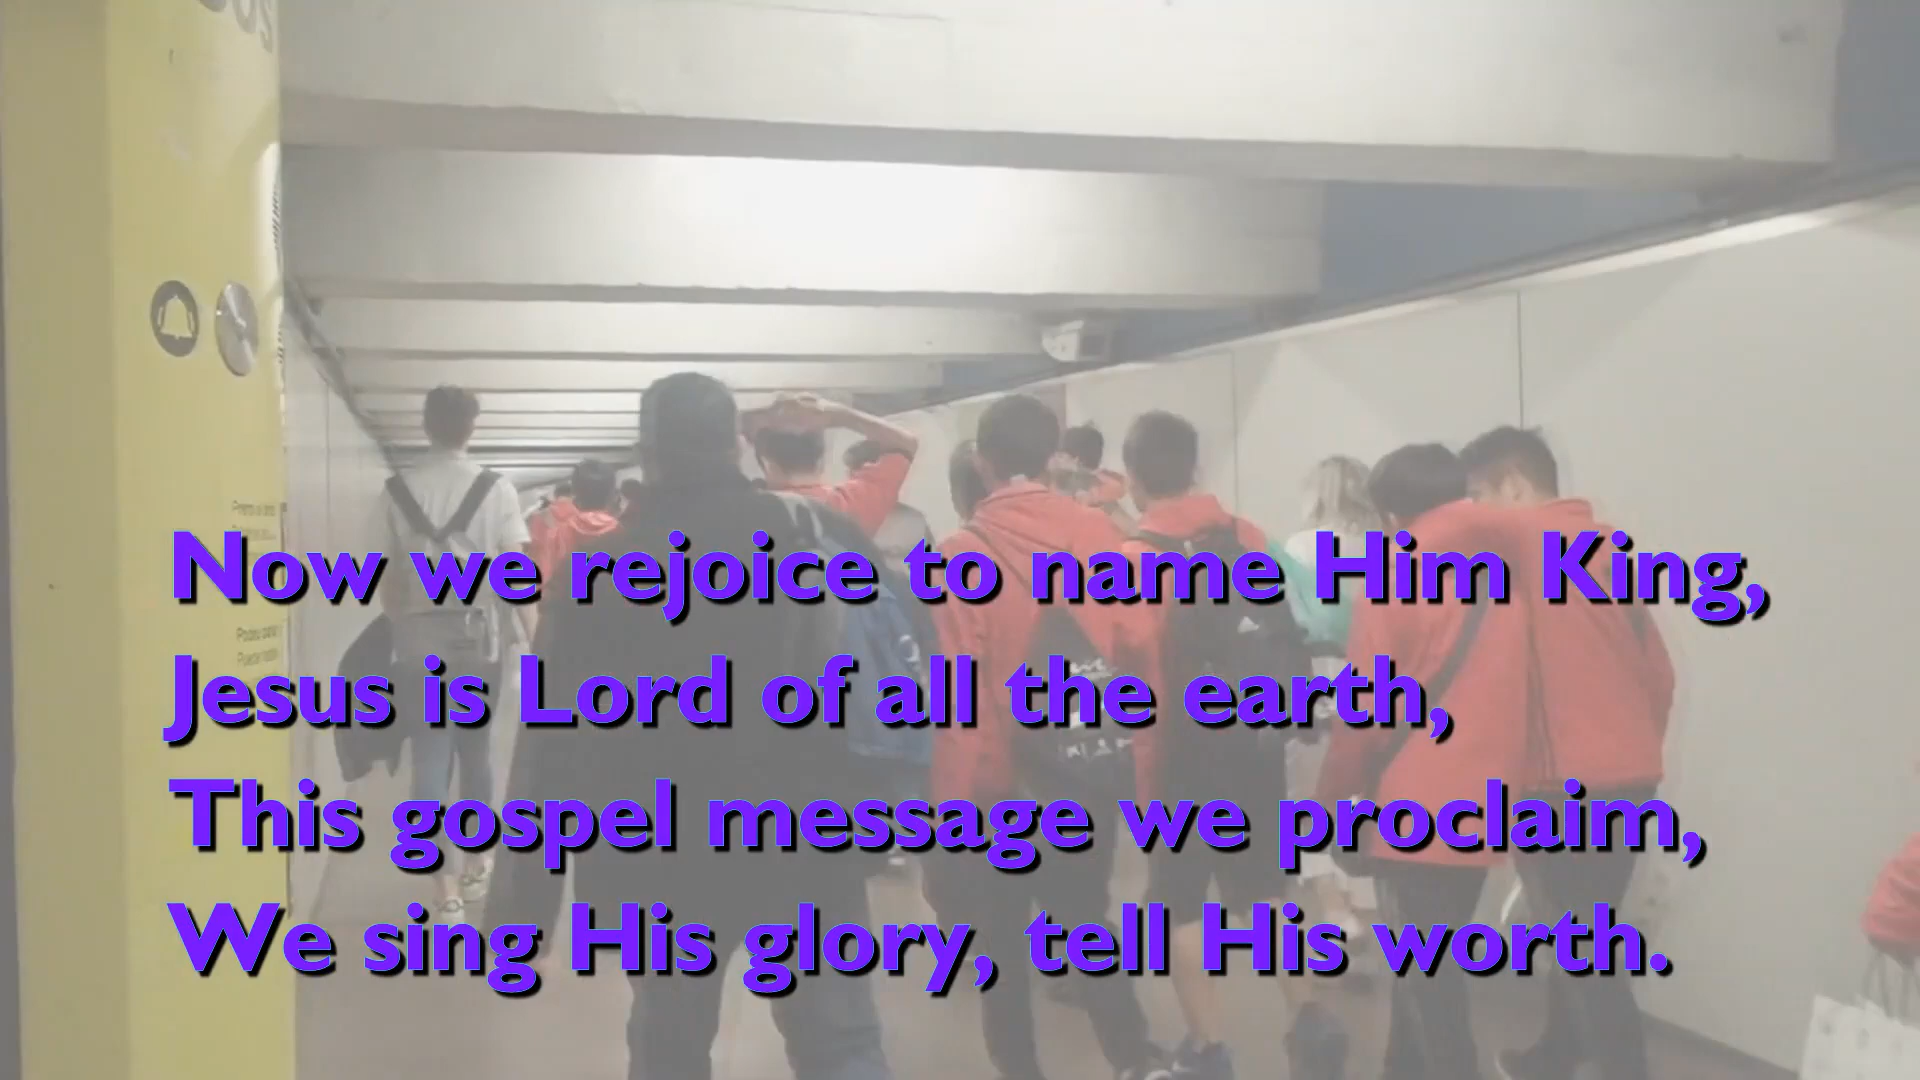 Now we rejoice to name Him King,
Jesus is Lord of all the earth,
This gospel message we proclaim,
We sing His glory, tell His worth.